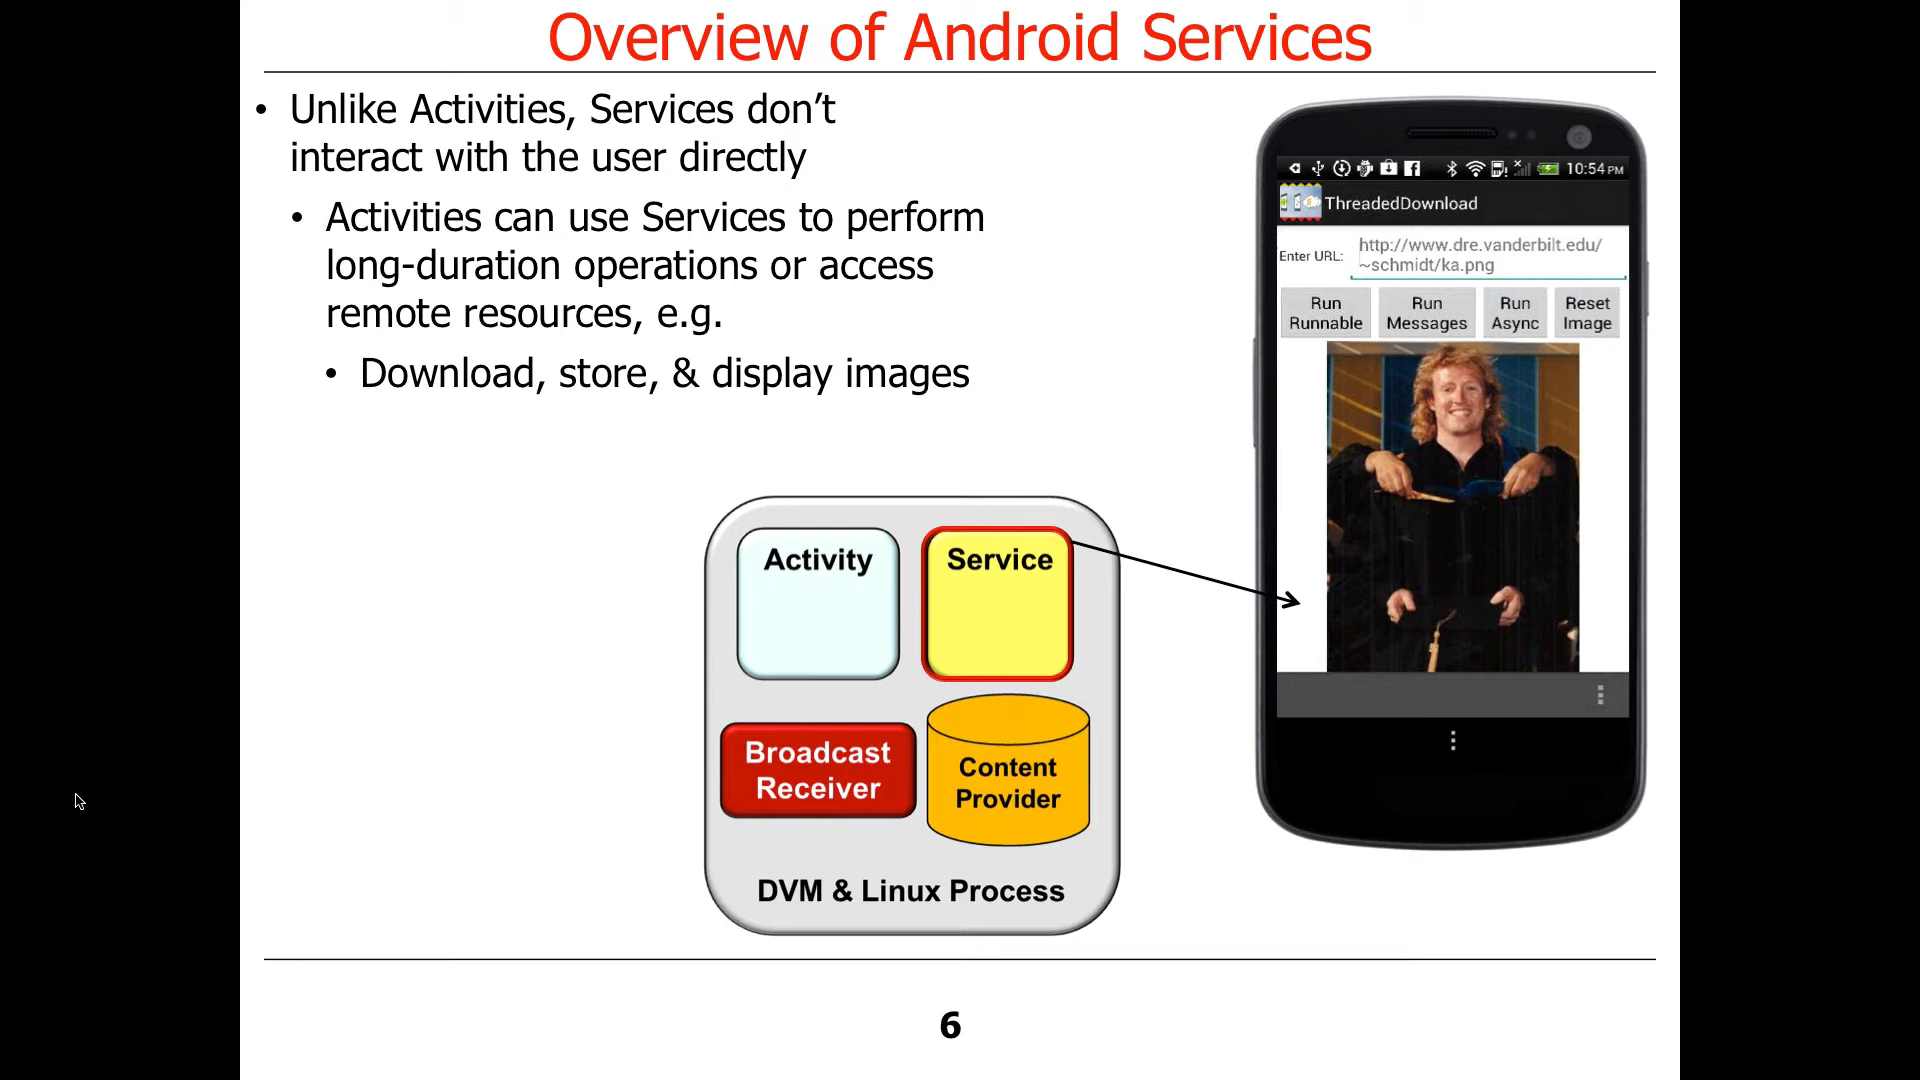 Overview of Android Services
• Unlike Activities, Services don’t
interact with the user directly
• Activities can use Services to perform
long-duration operations or access
remote resources, e.g.
• Download, store, & display images
10:54 PM
ThreadedDownload
Enter URL:
http://www.dre.vanderbilt.edu/
~schmidt/ka.png
Run
Runnable
Run
Messages
Run
Async
Reset
Image
Activity
Service
Broadcast
Receiver
Content
Provider
DVM & Linux Process
6